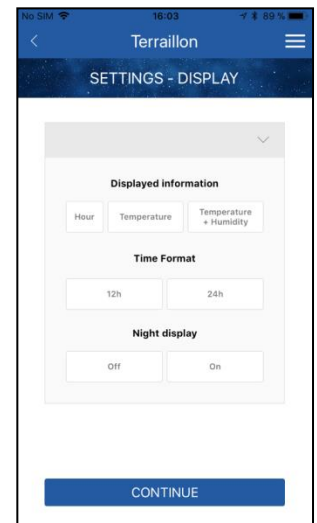 No SIM 16:03 89 %
Terraillon
SETTINGS - DISPLAY
Displayed information
Hour Temperature Temperature
+ Humidity
Time Format
12h 24h
Night display
Off On
CONTINUE